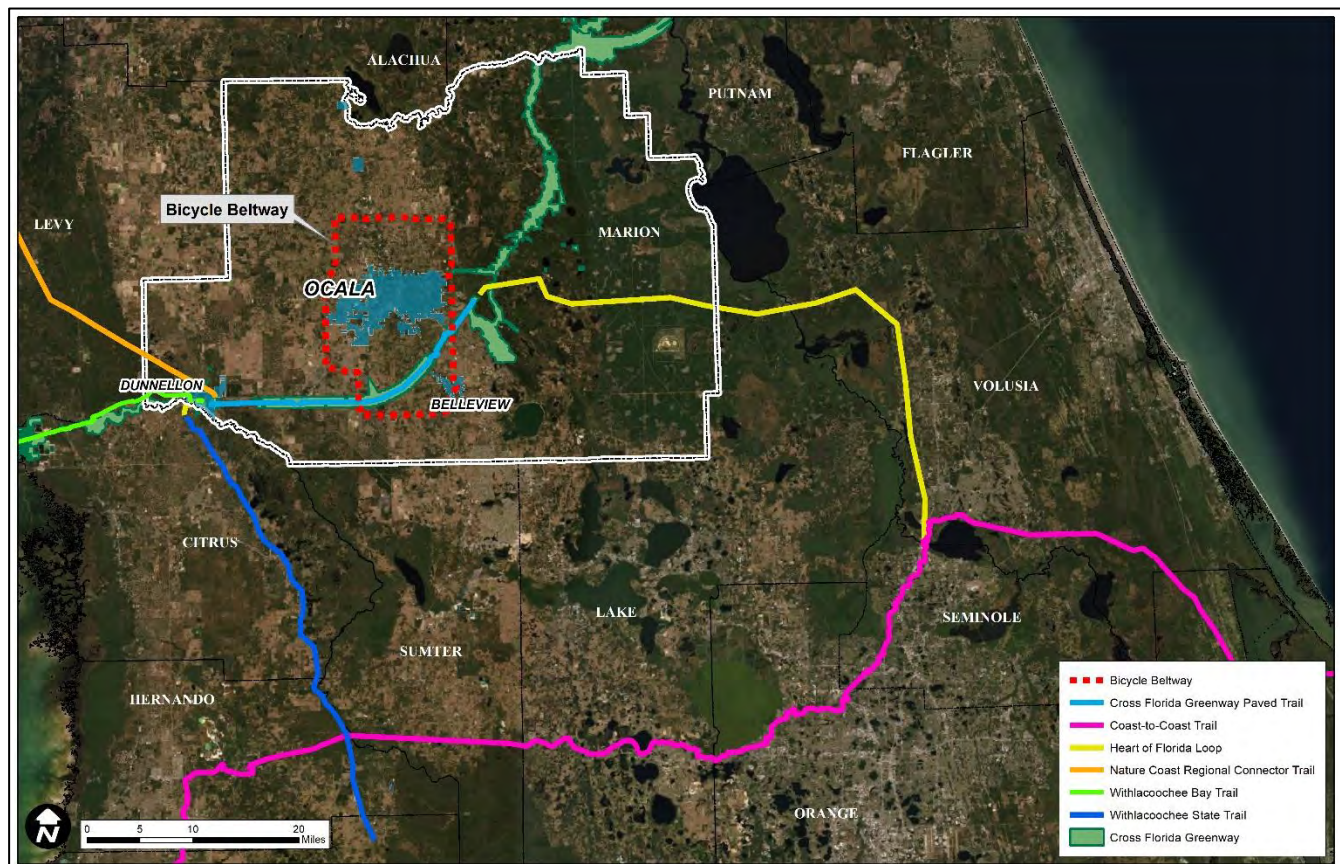 ALACHUA
PUTNAM
FLAGLER
LEVY
Bicycle Beltway
MARION
OCALA
VOLUSIA
DUNNELLON
BELLEVIEW
CITRUS
LAKE
SEMINOLE
SUMTER
HERNANDO
ORANGE
Bicycle Beltway
Cross Florida Greenway Paved Trail
Coast-to-Coast Trail
Heart of Florida Loop
Nature Coast Regional Connector Trail
Withlacoochee Bay Trail
Withlacoochee State Trail
Cross Florida Greenway
N
0 5 10 20
Miles